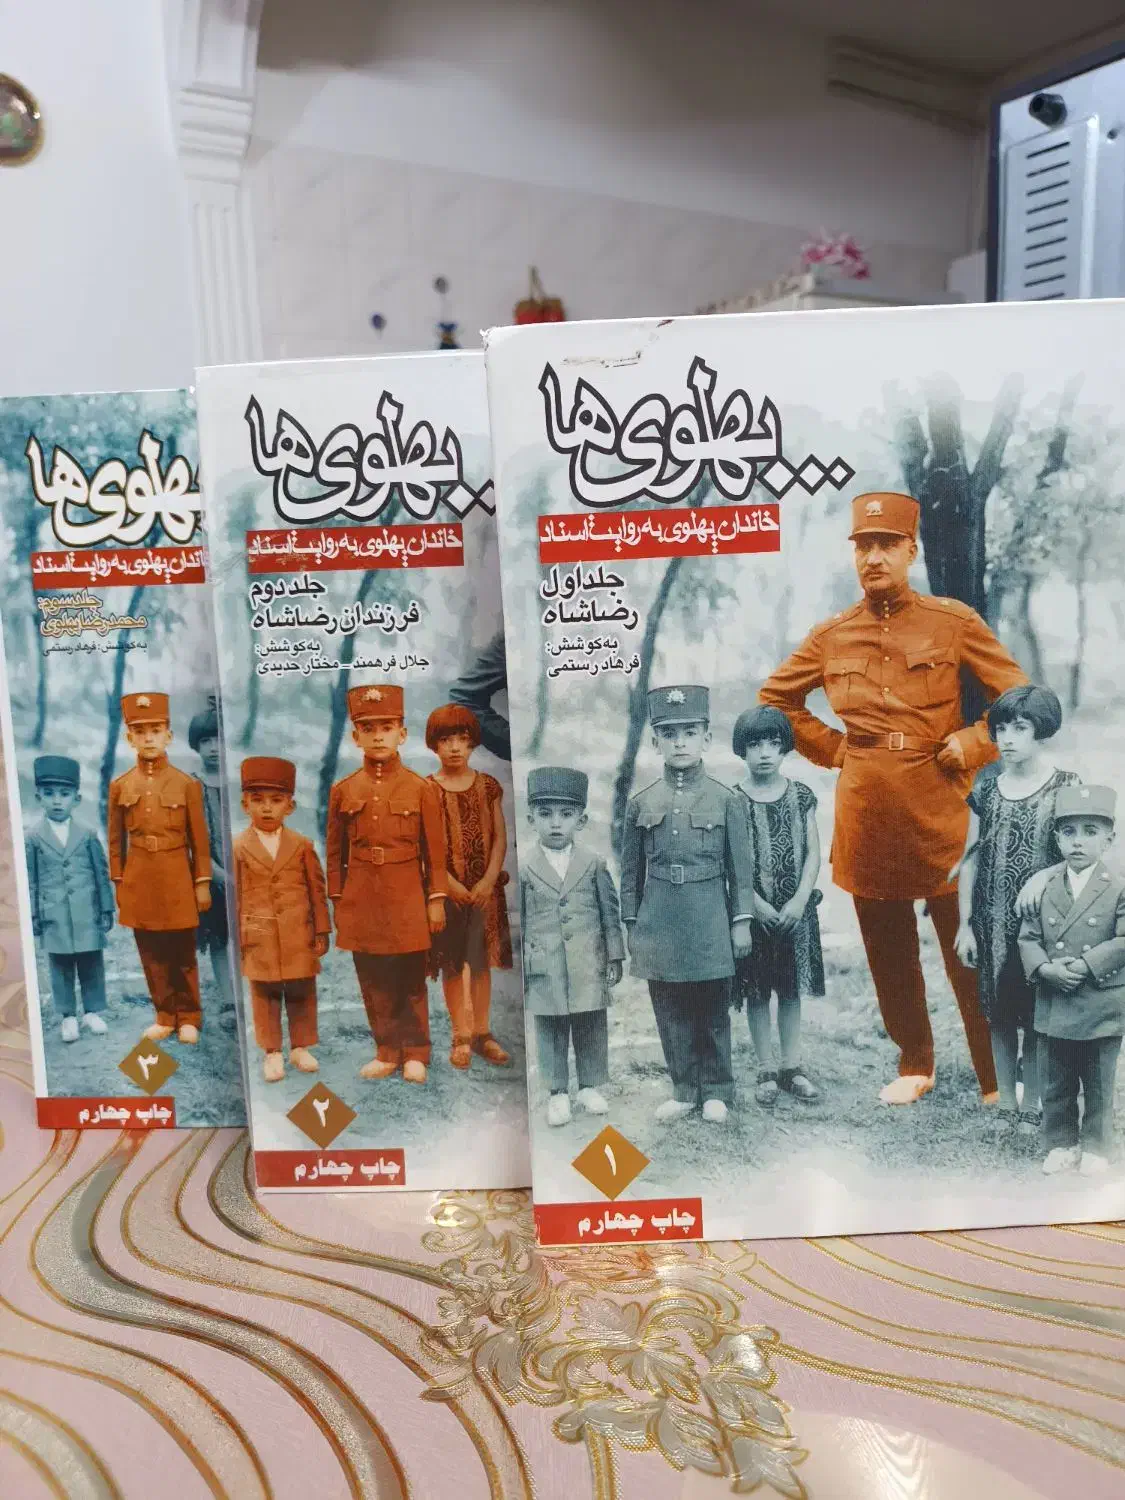 پهلوی‌ها...
خاندان پهلوی به روایت اسناد
جلد اول
رضاشاه
به کوشش:
فرهاد رستمی
۱
چاپ چهارم
پهلوی‌ها..
خاندان پهلوی به روایت اسناد
جلد دوم
فرزندان رضاشاه
به کوشش:
جلال فرهمند - مختار حدیدی
۲
چاپ چهارم
پهلوی‌ها
خاندان پهلوی به روایت اسناد
جلد سوم:
محمدرضا پهلوی
به کوشش: فرهاد رستمی
۳
چاپ چهارم